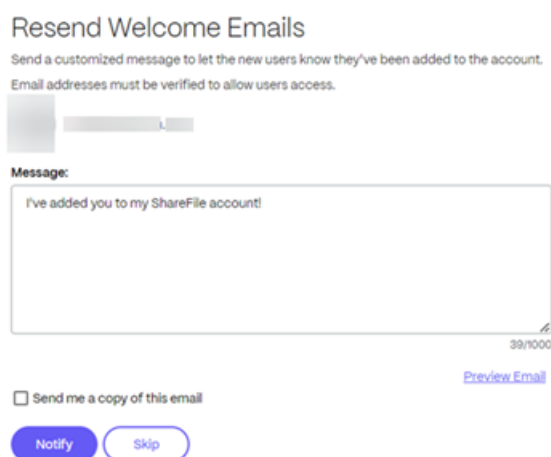 Resend Welcome Emails
Send a customized message to let the new users know they've been added to the account.
Email addresses must be verified to allow users access.
Message:
I've added you to my ShareFile account!
39/1000
Preview Email
Send me a copy of this email
Notify
Skip